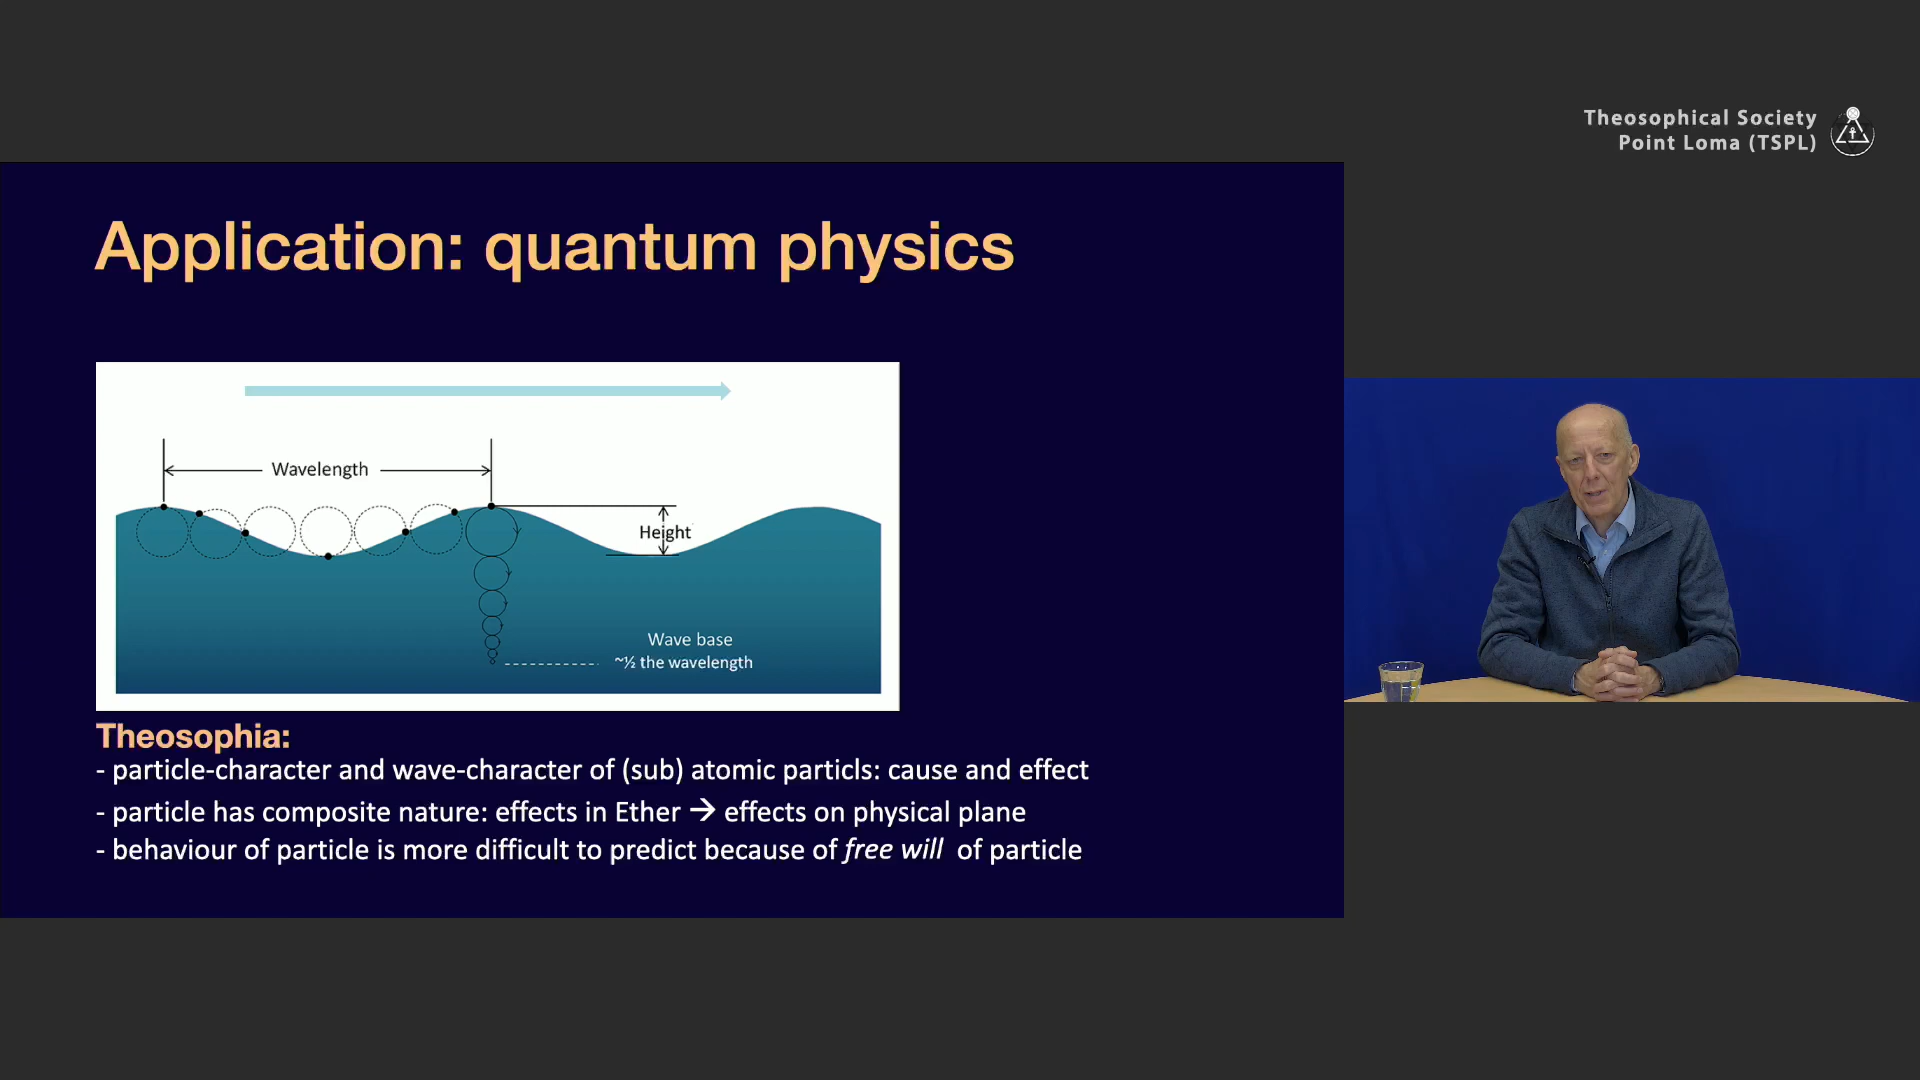 Theosophical Society
Point Loma (TSPL)
Application: quantum physics
Wavelength
Height
Wave base
~½ the wavelength
Theosophia:
- particle-character and wave-character of (sub) atomic particls: cause and effect
- particle has composite nature: effects in Ether → effects on physical plane
- behaviour of particle is more difficult to predict because of free will of particle